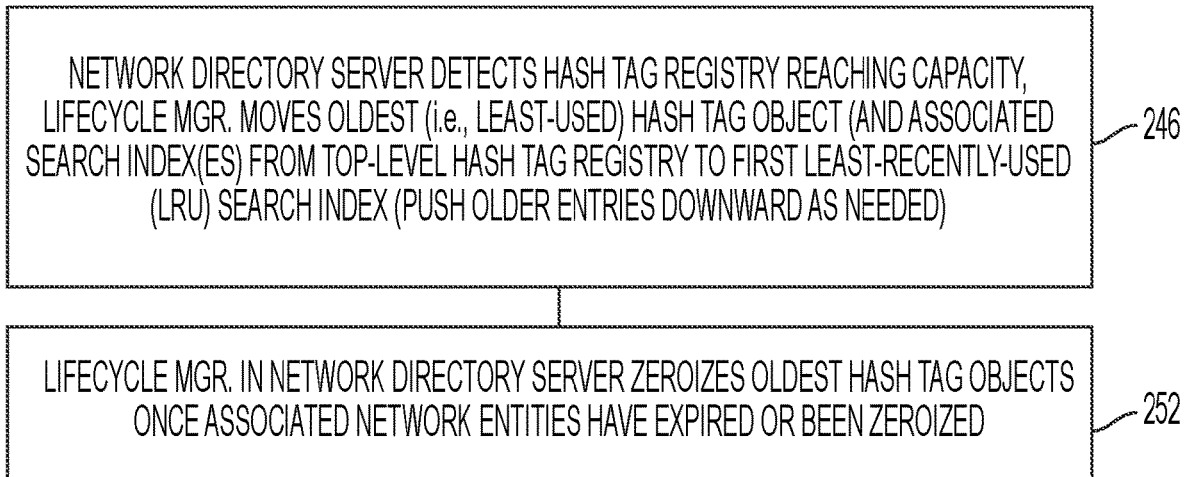 NETWORK DIRECTORY SERVER DETECTS HASH TAG REGISTRY REACHING CAPACITY,
LIFECYCLE MGR. MOVES OLDEST (i.e., LEAST-USED) HASH TAG OBJECT (AND ASSOCIATED
SEARCH INDEX(ES) FROM TOP-LEVEL HASH TAG REGISTRY TO FIRST LEAST-RECENTLY-USED
(LRU) SEARCH INDEX (PUSH OLDER ENTRIES DOWNWARD AS NEEDED)
246
LIFECYCLE MGR. IN NETWORK DIRECTORY SERVER ZEROIZES OLDEST HASH TAG OBJECTS
ONCE ASSOCIATED NETWORK ENTITIES HAVE EXPIRED OR BEEN ZEROIZED
252